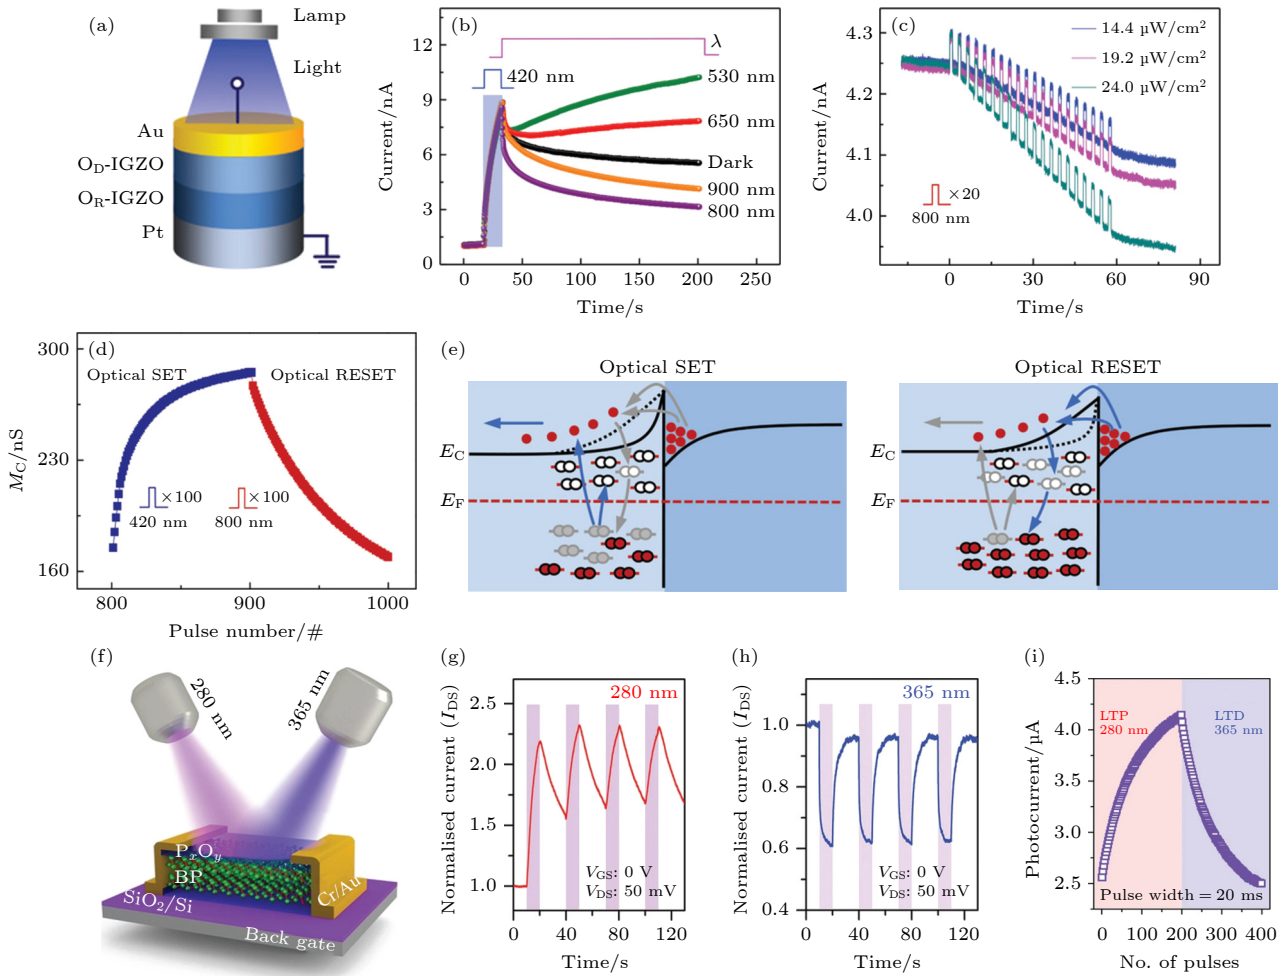 (a)
Lamp
Light
Au
O_D-IGZO
O_R-IGZO
Pt
(b)
Current/nA
12
9
6
3
0
λ
420 nm
530 nm
650 nm
Dark
900 nm
800 nm
0 50 100 150 200 250
Time/s
(c)
Current/nA
4.3
4.2
4.1
4.0
14.4 µW/cm²
19.2 µW/cm²
24.0 µW/cm²
×20
800 nm
0 30 60 90
Time/s
(d)
M_C/nS
300
230
160
Optical SET Optical RESET
×100
420 nm
×100
800 nm
800 900 1000
Pulse number/#
(e)
Optical SET
E_C
E_F
Optical RESET
E_C
E_F
(f)
280 nm
365 nm
P_xO_y
BP
SiO₂/Si
Cr/Au
Back gate
(g)
Normalised current (I_DS)
2.5
2.0
1.5
1.0
280 nm
V_GS: 0 V
V_DS: 50 mV
0 40 80 120
Time/s
(h)
Normalised current (I_DS)
1.0
0.8
0.6
0.4
365 nm
V_GS: 0 V
V_DS: 50 mV
0 40 80 120
Time/s
(i)
Photocurrent/µA
4.5
4.0
3.5
3.0
2.5
LTP
280 nm
LTD
365 nm
Pulse width = 20 ms
0 100 200 300 400
No. of pulses